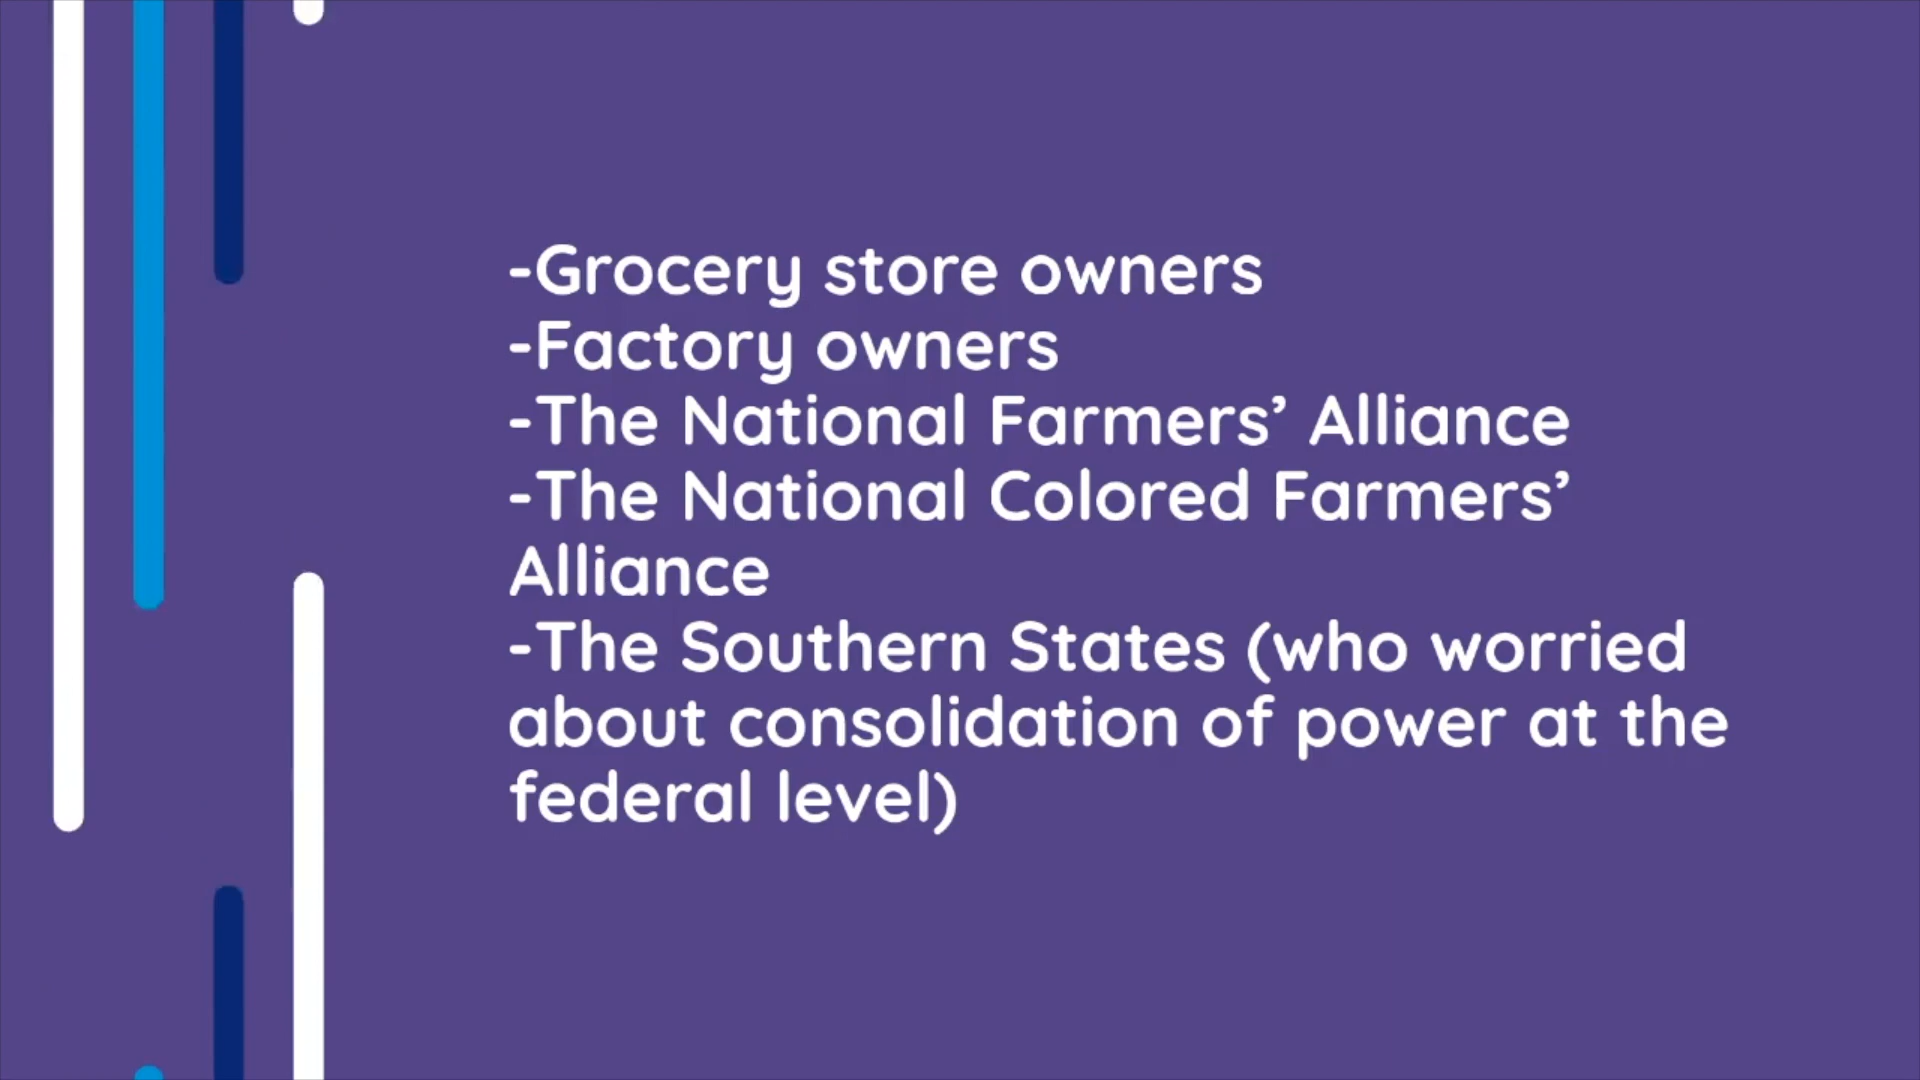 -Grocery store owners
-Factory owners
-The National Farmers’ Alliance
-The National Colored Farmers’
Alliance
-The Southern States (who worried
about consolidation of power at the
federal level)